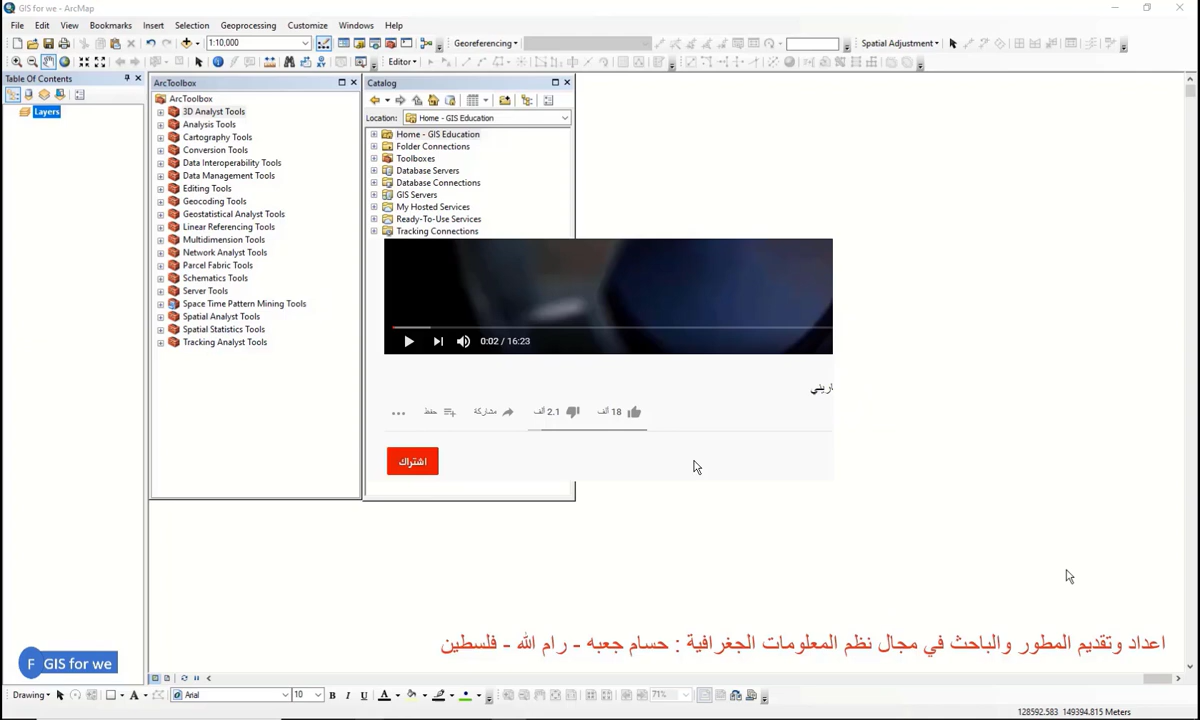 GIS for we - ArcMap
File Edit View Bookmarks Insert Selection Geoprocessing Customize Windows Help
1:10,000 Georeferencing Spatial Adjustment
Editor
Table Of Contents
Layers
ArcToolbox
ArcToolbox
3D Analyst Tools
Analysis Tools
Cartography Tools
Conversion Tools
Data Interoperability Tools
Data Management Tools
Editing Tools
Geocoding Tools
Geostatistical Analyst Tools
Linear Referencing Tools
Multidimension Tools
Network Analyst Tools
Parcel Fabric Tools
Schematics Tools
Server Tools
Space Time Pattern Mining Tools
Spatial Analyst Tools
Spatial Statistics Tools
Tracking Analyst Tools
Catalog
Location: Home - GIS Education
Home - GIS Education
Folder Connections
Toolboxes
Database Servers
Database Connections
GIS Servers
My Hosted Services
Ready-To-Use Services
Tracking Connections
0:02 / 16:23
18 ألف 2.1 ألف مشاركة حفظ
اشتراك
اعداد وتقديم المطور والباحث في مجال نظم المعلومات الجغرافية : حسام جعبه - رام الله - فلسطين
F GIS for we
Drawing A Arial 10 B I U A 71%
128592.583 149394.815 Meters